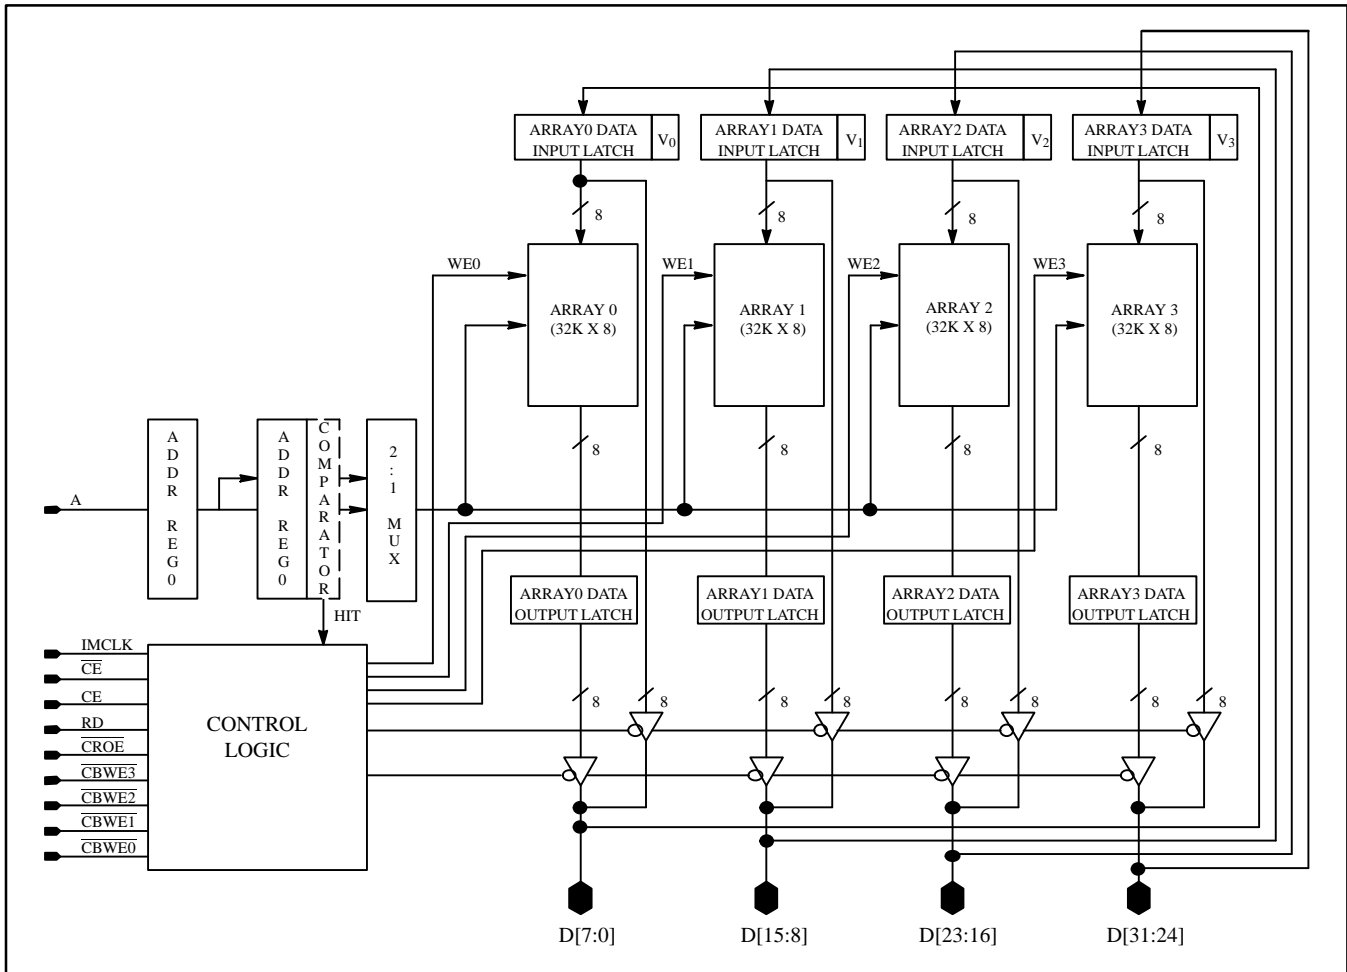 ARRAY0 DATA
INPUT LATCH
V0
ARRAY1 DATA
INPUT LATCH
V1
ARRAY2 DATA
INPUT LATCH
V2
ARRAY3 DATA
INPUT LATCH
V3
8
8
8
8
WE0
WE1
WE2
WE3
ARRAY 0
(32K X 8)
ARRAY 1
(32K X 8)
ARRAY 2
(32K X 8)
ARRAY 3
(32K X 8)
8
8
8
8
A
ADDR REG0
ADDR REG0
COMPARATOR
2:1 MUX
HIT
ARRAY0 DATA
OUTPUT LATCH
ARRAY1 DATA
OUTPUT LATCH
ARRAY2 DATA
OUTPUT LATCH
ARRAY3 DATA
OUTPUT LATCH
IMCLK
CE
CE
RD
CROE
CBWE3
CBWE2
CBWE1
CBWE0
CONTROL
LOGIC
8
8
8
8
8
8
8
8
D[7:0]
D[15:8]
D[23:16]
D[31:24]